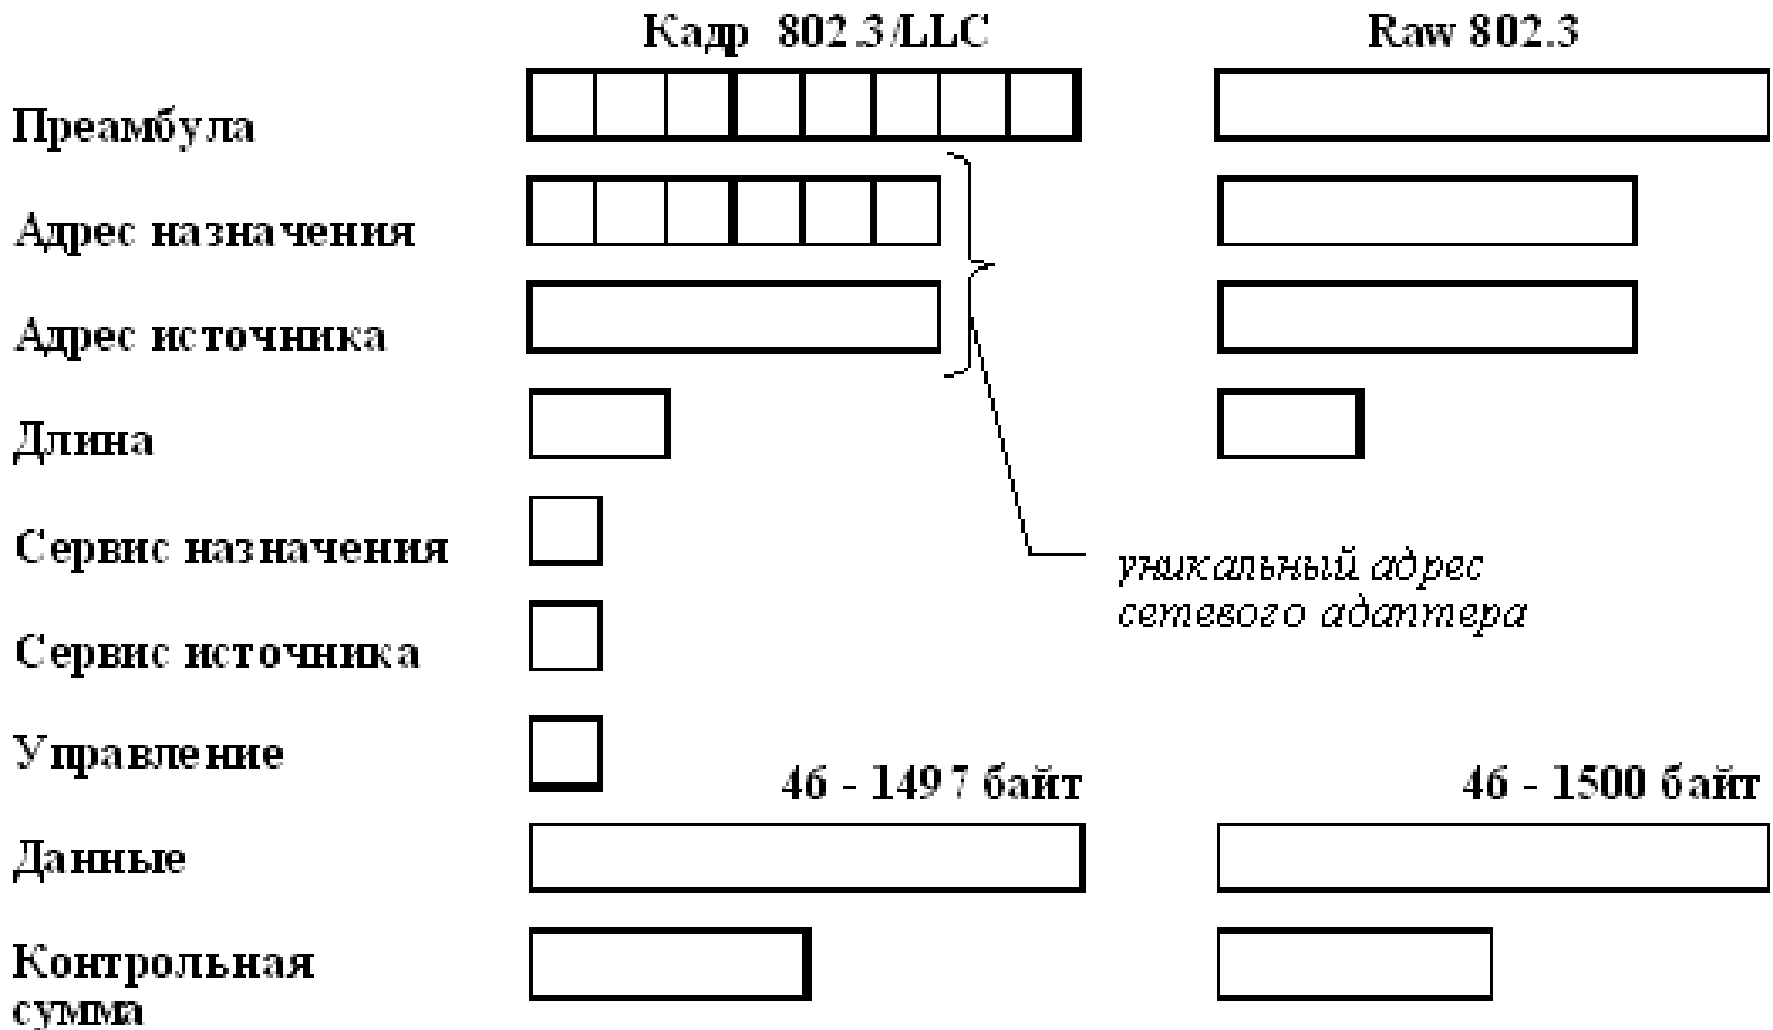 Кадр 802.3/LLC
Raw 802.3
Преамбула
Адрес назначения
Адрес источника
Длина
Сервис назначения
уникальный адрес
сетевого адаптера
Сервис источника
Управление
46 - 1497 байт
46 - 1500 байт
Данные
Контрольная
сумма